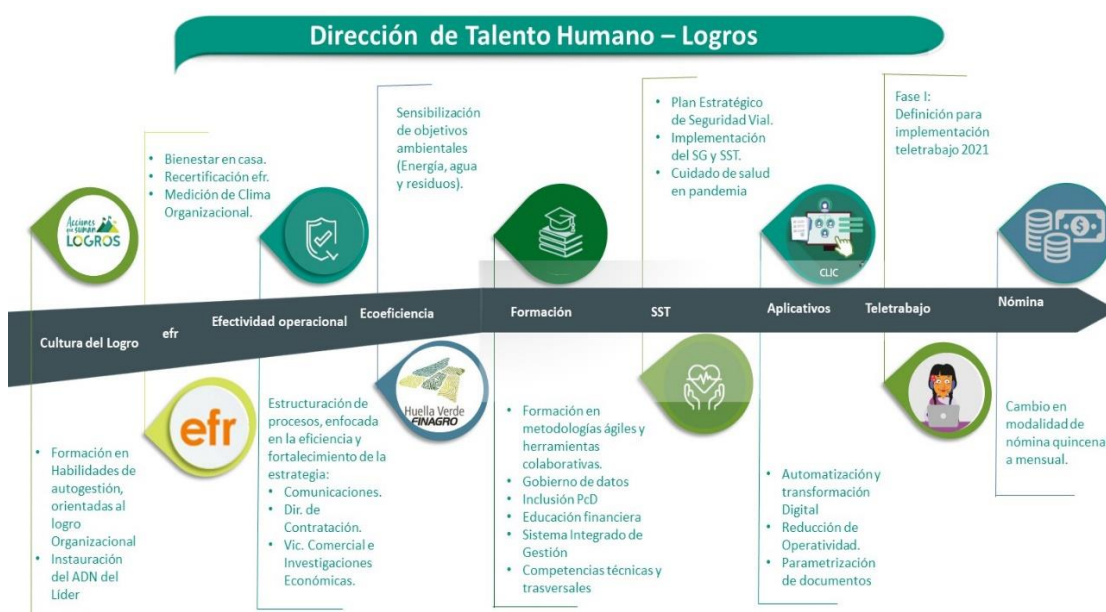 Dirección de Talento Humano – Logros
• Bienestar en casa.
• Recertificación efr.
• Medición de Clima
Organizacional.
Sensibilización
de objetivos
ambientales
(Energía, agua
y residuos).
• Plan Estratégico
de Seguridad Vial.
• Implementación
del SG y SST.
• Cuidado de salud
en pandemia
Fase I:
Definición para
implementación
teletrabajo 2021
Acciones
que suman
LOGROS
CLIC
Cultura del Logro
efr
Efectividad operacional
Ecoeficiencia
Formación
SST
Aplicativos
Teletrabajo
Nómina
efr
Huella Verde
FINAGRO
• Formación en
Habilidades de
autogestión,
orientadas al
logro
Organizacional
• Instauración
del ADN del
Líder
Estructuración de
procesos, enfocada
en la eficiencia y
fortalecimiento de la
estrategia:
• Comunicaciones.
• Dir. de
Contratación.
• Vic. Comercial e
Investigaciones
Económicas.
• Formación en
metodologías ágiles y
herramientas
colaborativas.
• Gobierno de datos
• Inclusión PcD
• Educación financiera
• Sistema Integrado de
Gestión
• Competencias técnicas y
trasversales
• Automatización y
transformación
Digital
• Reducción de
Operatividad.
• Parametrización
de documentos
Cambio en
modalidad de
nómina quincena
a mensual.